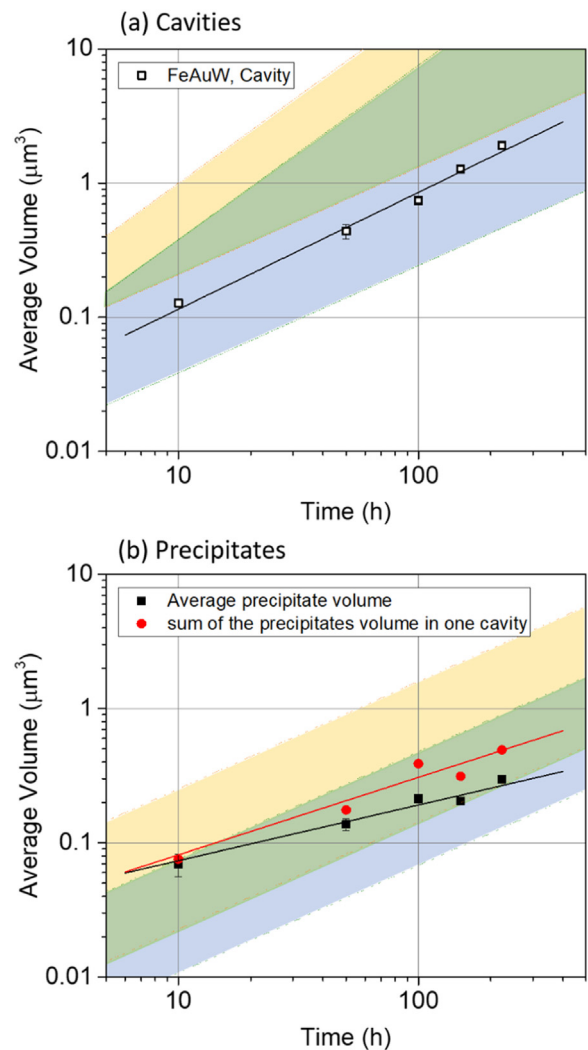 (a) Cavities
10
FeAuW, Cavity
1
0.1
0.01
Average Volume (μm³)
10
100
Time (h)
(b) Precipitates
10
Average precipitate volume
sum of the precipitates volume in one cavity
1
0.1
0.01
Average Volume (μm³)
10
100
Time (h)